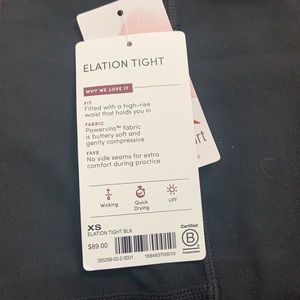 ELATION TIGHT
WHY WE LOVE IT
FIT
Fitted with a high-rise
waist that holds you in
FABRIC
Powervita™ fabric
is buttery soft and
gently compressive
FAVE
No side seams for extra
comfort during practice
Wicking
Quick
Drying
UPF
XS
ELATION TIGHT BLK
$89.00
Certified
B
Corporation